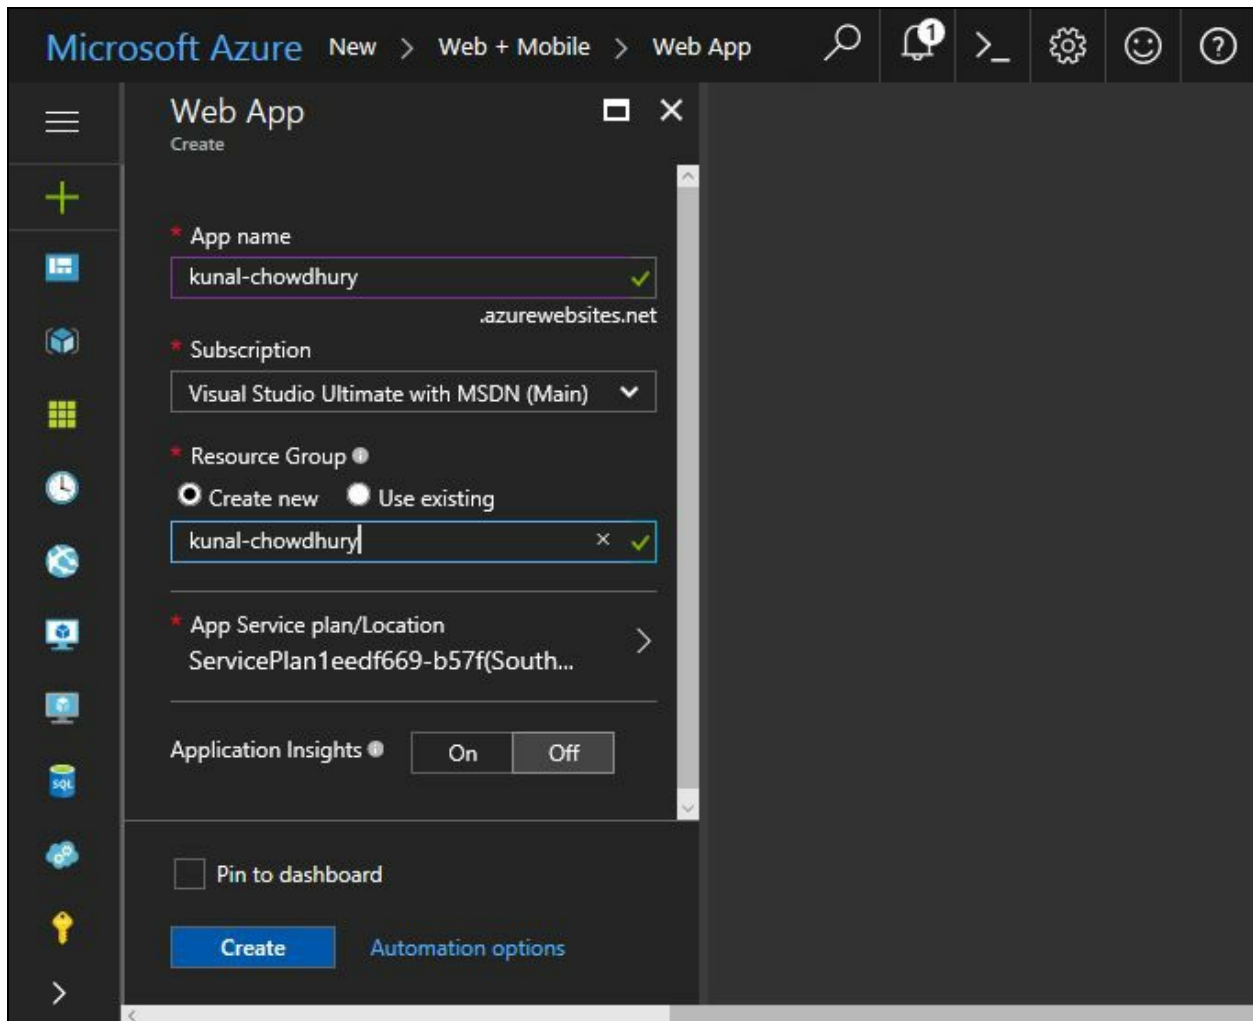 Microsoft Azure New > Web + Mobile > Web App 1 >_ ?
Web App
Create
* App name
kunal-chowdhury
.azurewebsites.net
* Subscription
Visual Studio Ultimate with MSDN (Main)
* Resource Group
Create new Use existing
kunal-chowdhury
* App Service plan/Location
ServicePlan1eedf669-b57f(South...
Application Insights On Off
SQL
Pin to dashboard
Create Automation options